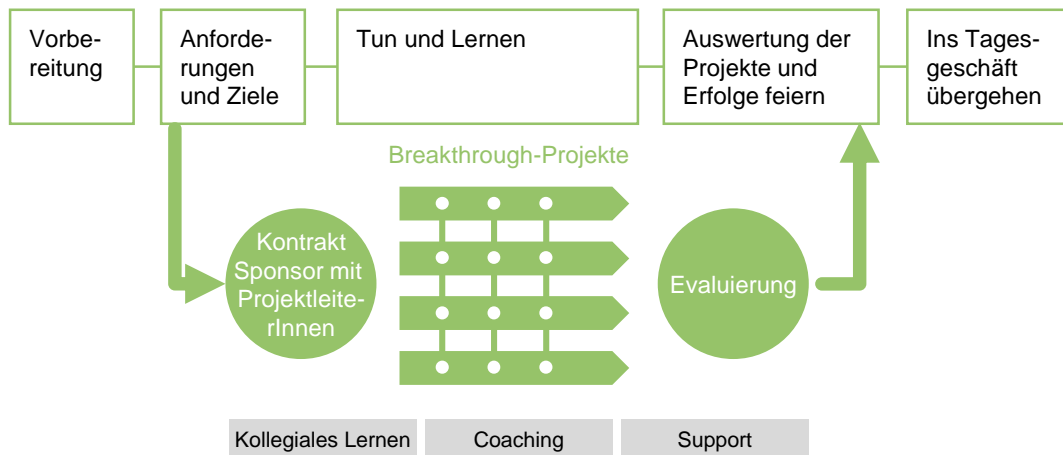 Vorbe-
reitung
Anforde-
rungen
und Ziele
Tun und Lernen
Auswertung der
Projekte und
Erfolge feiern
Ins Tages-
geschäft
übergehen
Breakthrough-Projekte
Kontrakt
Sponsor mit
Projektleite-
rInnen
Evaluierung
Kollegiales Lernen
Coaching
Support